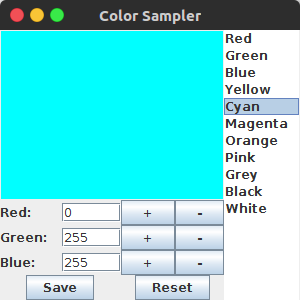 Color Sampler
Red
Green
Blue
Yellow
Cyan
Magenta
Orange
Pink
Grey
Black
White
Red: 0 + -
Green: 255 + -
Blue: 255 + -
Save Reset